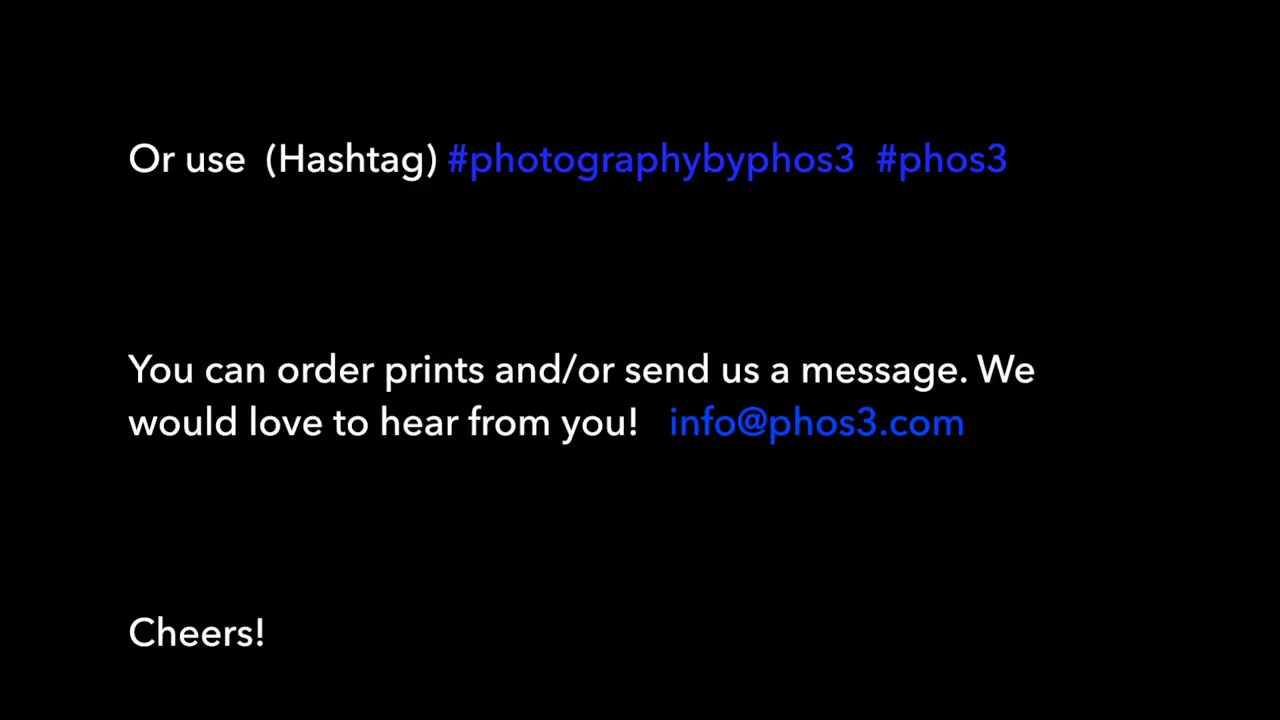 Or use  (Hashtag) #photographybyphos3  #phos3
You can order prints and/or send us a message. We
would love to hear from you!   info@phos3.com
Cheers!